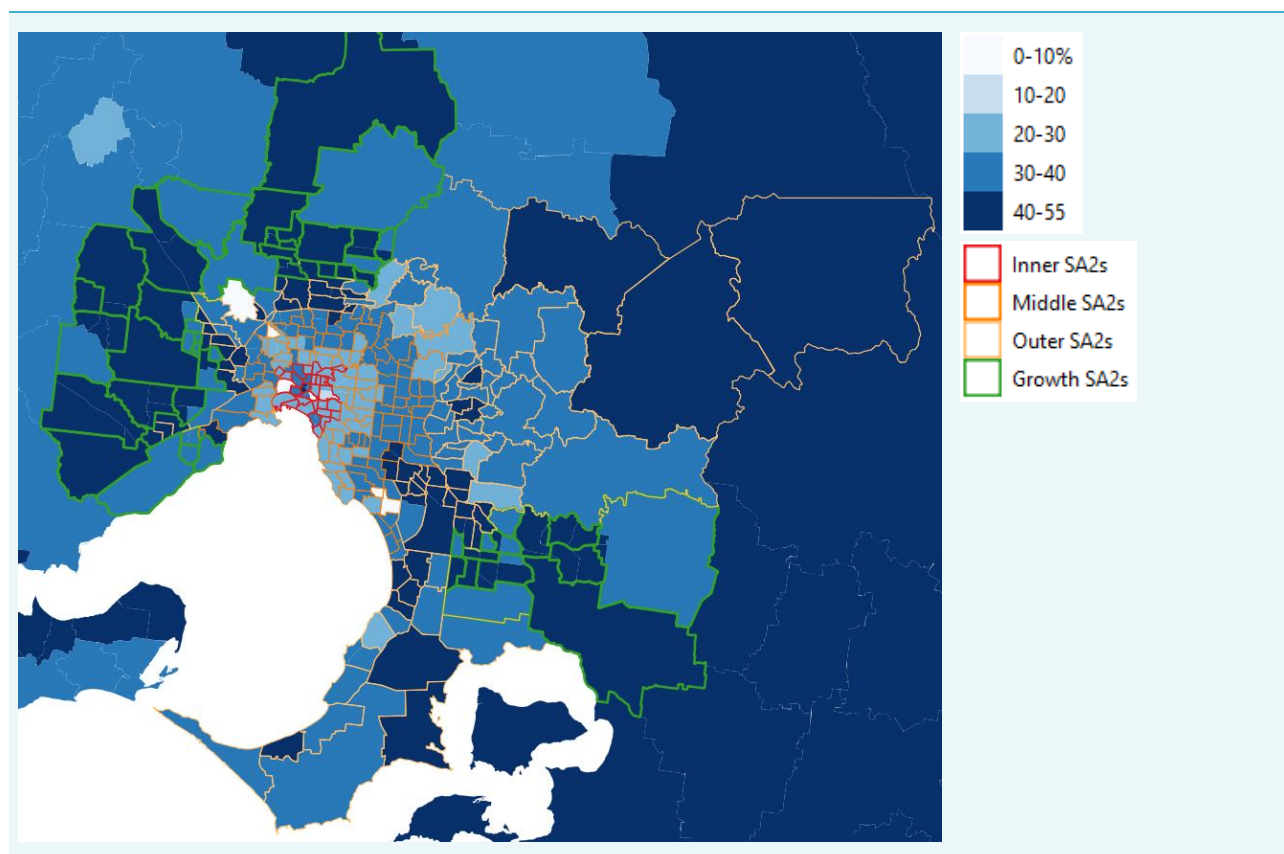 0-10%
10-20
20-30
30-40
40-55
Inner SA2s
Middle SA2s
Outer SA2s
Growth SA2s